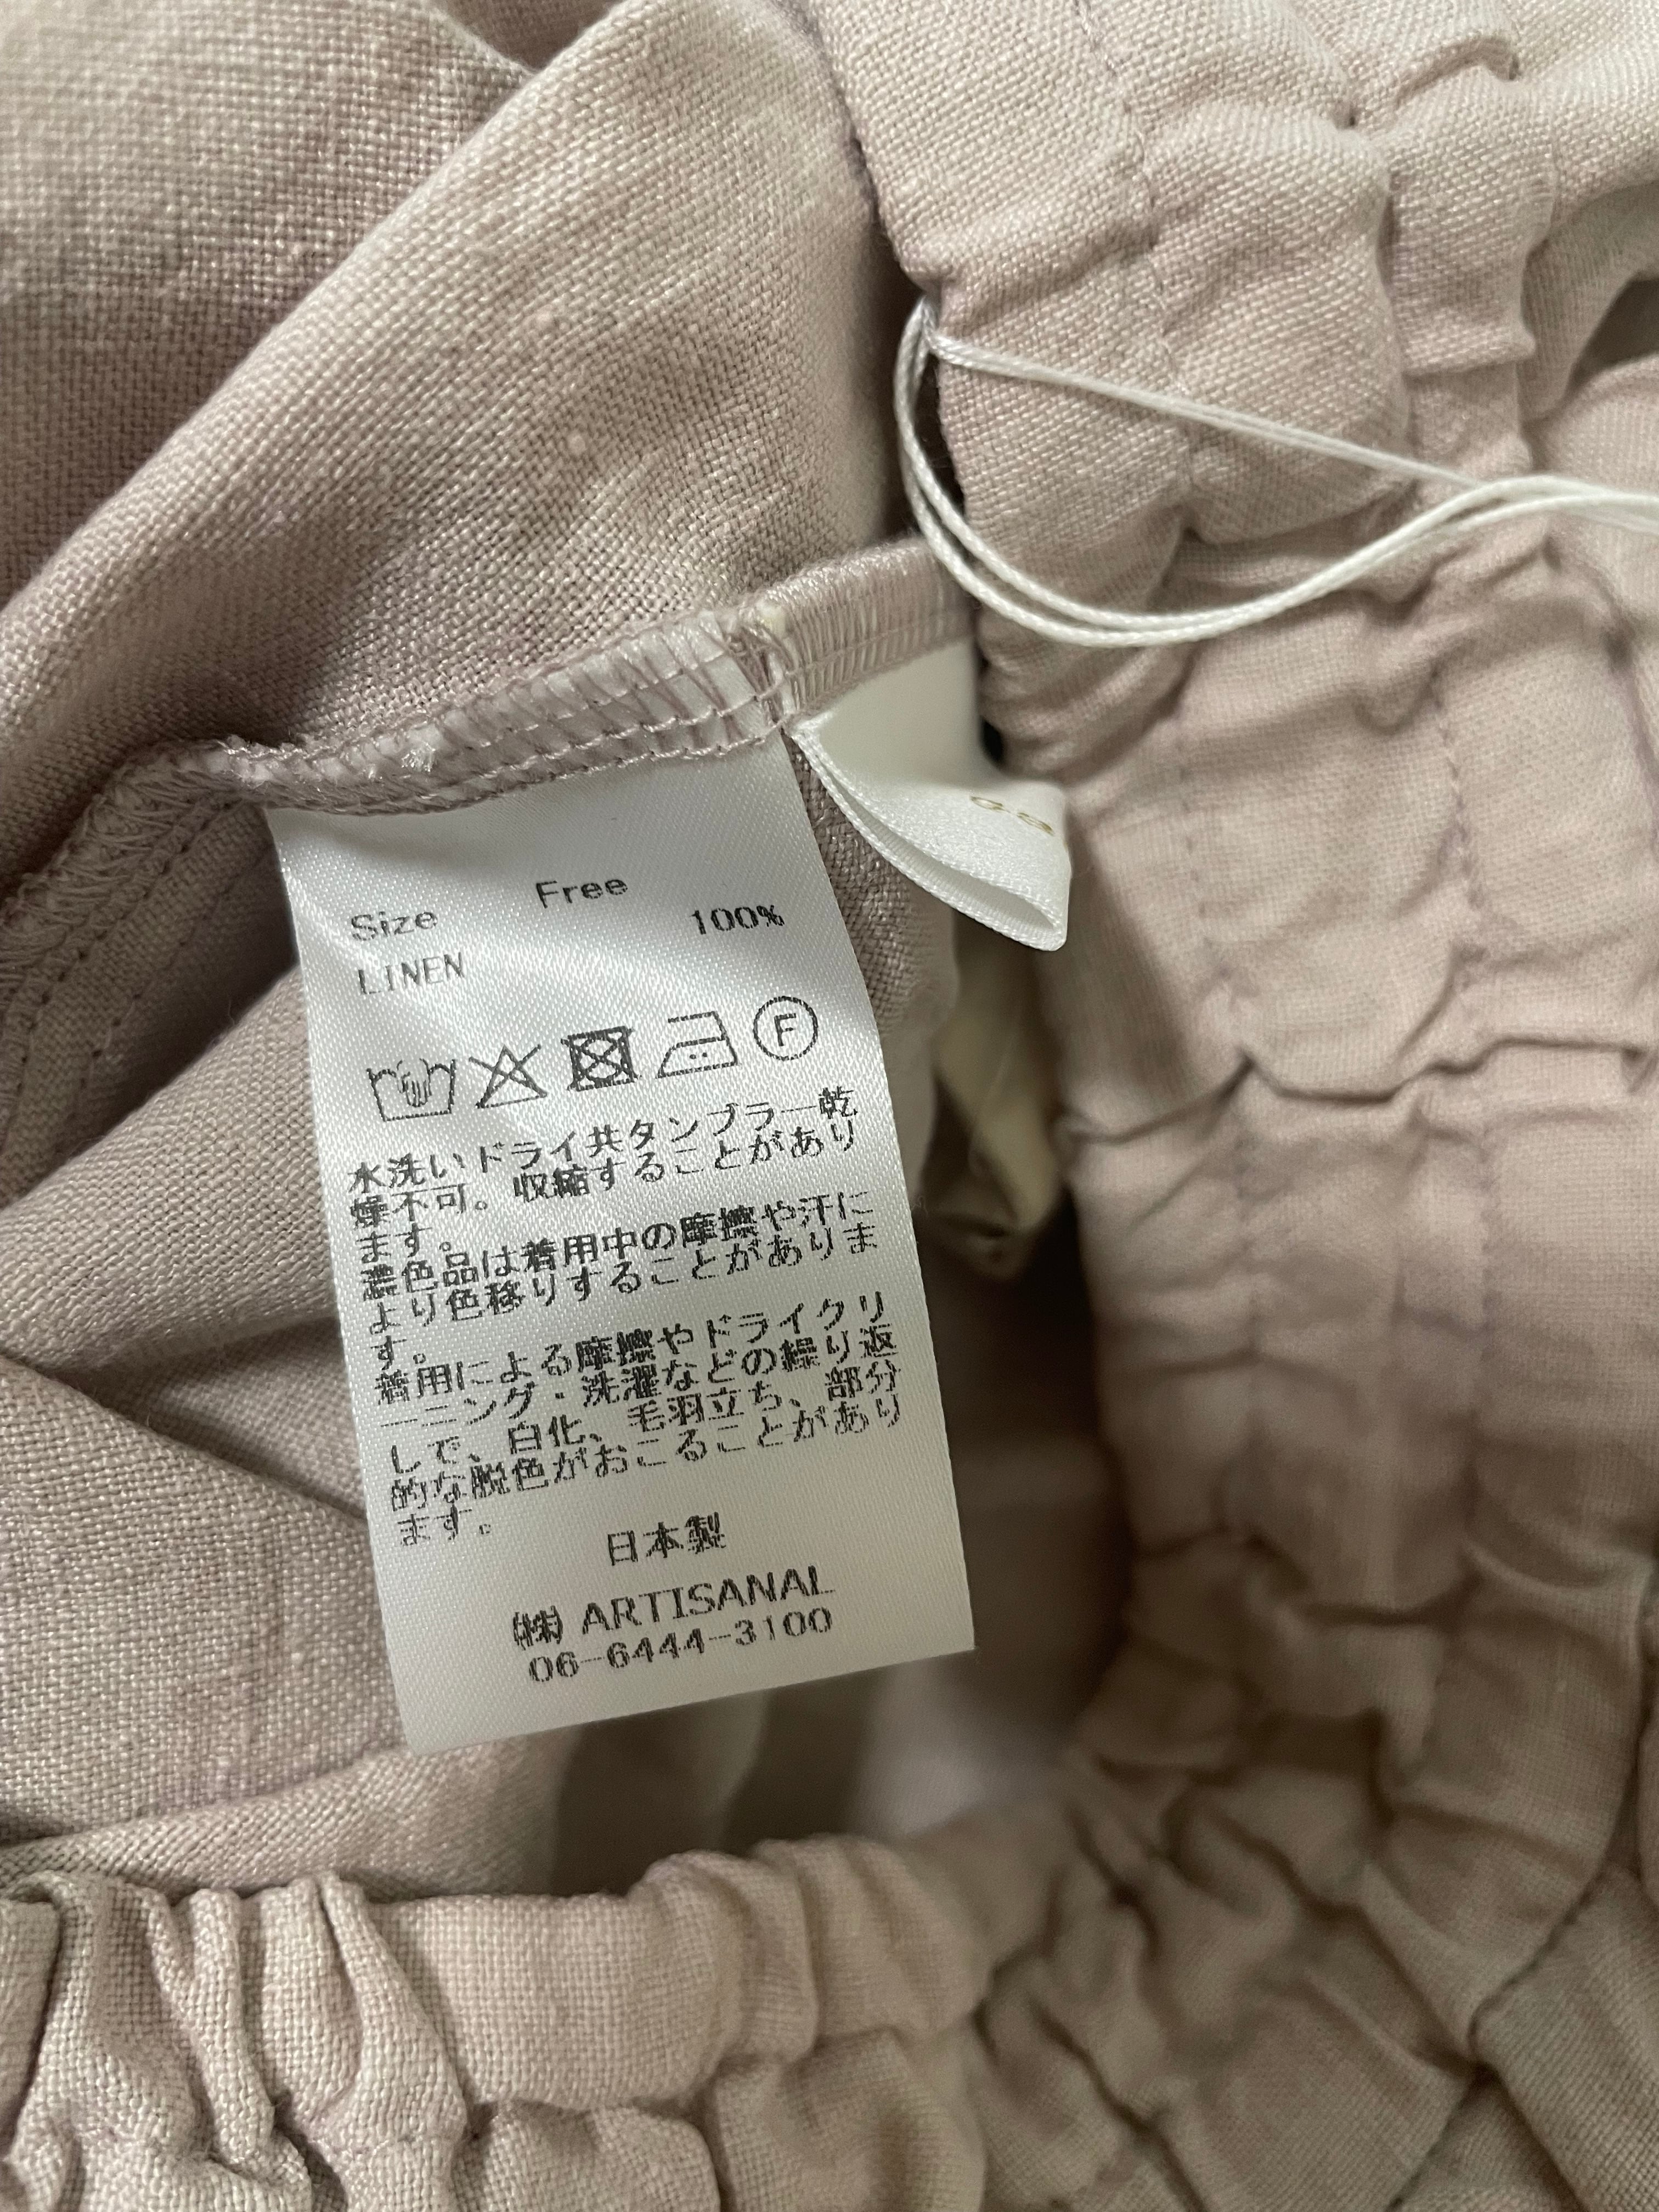 Size Free
LINEN 100%
F
水洗いドライ共タンブラー乾
燥不可。収縮することがあり
ます。
濃色品は着用中の摩擦や汗に
より色移りすることがありま
す。
着用による摩擦やドライクリ
ーニング・洗濯などの繰り返
しで、白化、毛羽立ち、部分
的な脱色がおこることがあり
ます。
日本製
㈱ ARTISANAL
06-6444-3100